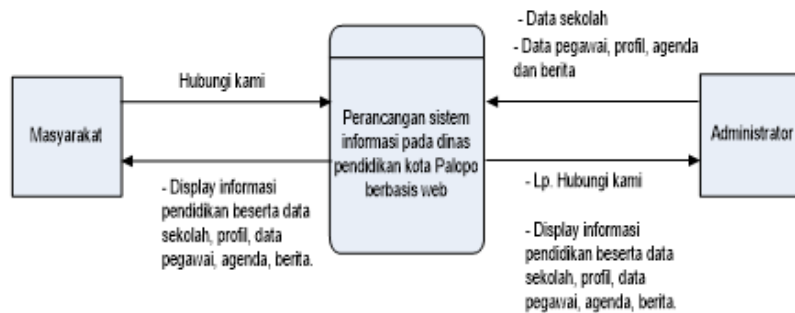 Masyarakat
Hubungi kami
- Display informasi
pendidikan beserta data
sekolah, profil, data
pegawai, agenda, berita.
Perancangan sistem
informasi pada dinas
pendidikan kota Palopo
berbasis web
- Data sekolah
- Data pegawai, profil, agenda
dan berita
Administrator
- Lp. Hubungi kami
- Display informasi
pendidikan beserta data
sekolah, profil, data
pegawai, agenda, berita.